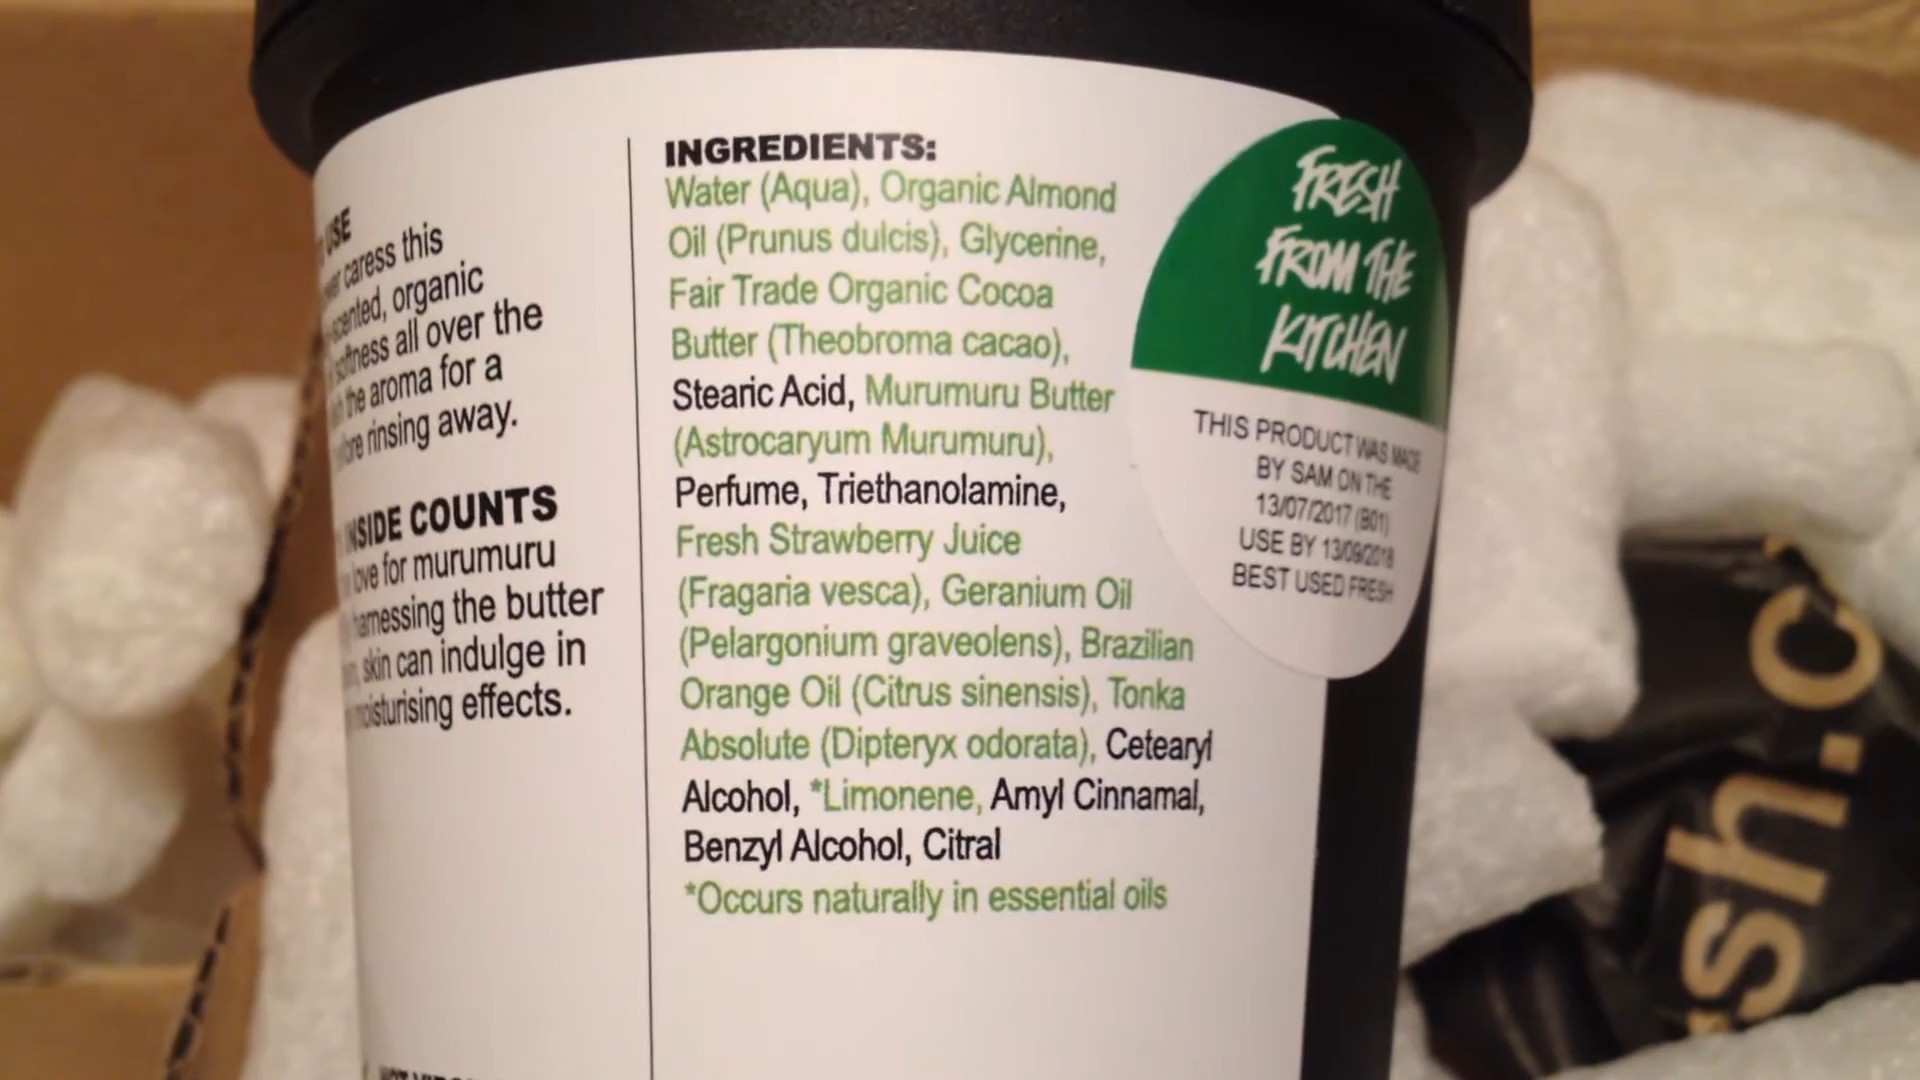 USE
caress this
organic
softness all over the
the aroma for a
rinsing away.
INSIDE COUNTS
love for murumuru
harnessing the butter
skin can indulge in
moisturising effects.
INGREDIENTS:
Water (Aqua), Organic Almond
Oil (Prunus dulcis), Glycerine,
Fair Trade Organic Cocoa
Butter (Theobroma cacao),
Stearic Acid, Murumuru Butter
(Astrocaryum Murumuru),
Perfume, Triethanolamine,
Fresh Strawberry Juice
(Fragaria vesca), Geranium Oil
(Pelargonium graveolens), Brazilian
Orange Oil (Citrus sinensis), Tonka
Absolute (Dipteryx odorata), Cetearyl
Alcohol, *Limonene, Amyl Cinnamal,
Benzyl Alcohol, Citral
*Occurs naturally in essential oils
FRESH
FROM THE
KITCHEN
THIS PRODUCT WAS MADE
BY SAM ON THE
13/07/2017 (801)
USE BY 13/09/2018
BEST USED FRESH
sh.c